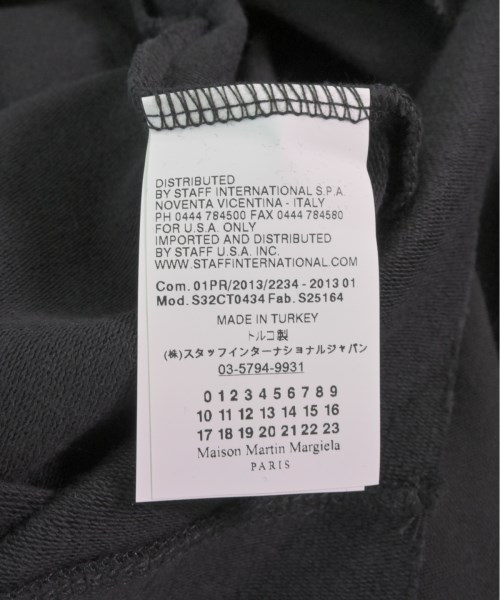 DISTRIBUTED
BY STAFF INTERNATIONAL S.P.A.
NOVENTA VICENTINA - ITALY
PH 0444 784500 FAX 0444 784580
FOR U.S.A. ONLY
IMPORTED AND DISTRIBUTED
BY STAFF U.S.A. INC.
WWW.STAFFINTERNATIONAL.COM
Com. 01PR/2013/2234 - 2013 01
Mod. S32CT0434 Fab. S25164
MADE IN TURKEY
トルコ製
(株)スタッフインターナショナルジャパン
03-5794-9931
0 1 2 3 4 5 6 7 8 9
10 11 12 13 14 15 16
17 18 19 20 21 22 23
Maison Martin Margiela
PARIS